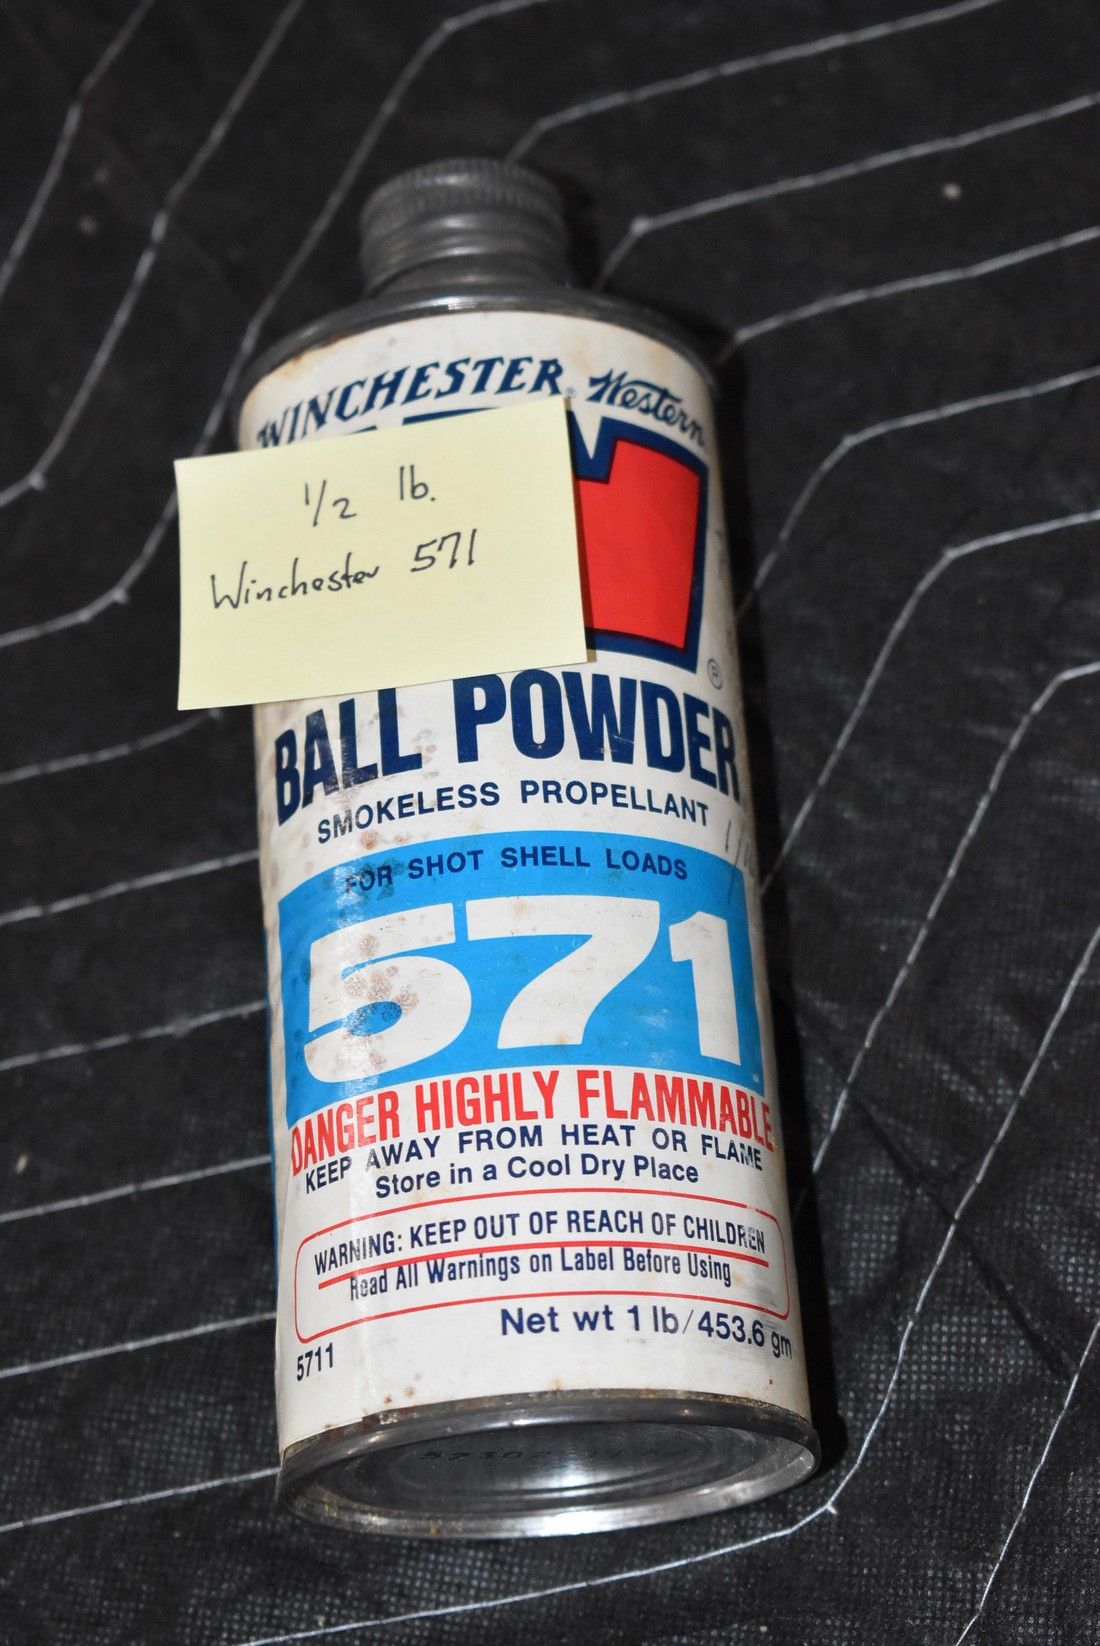 WINCHESTER® Western
1/2 lb.
Winchester 571
®
BALL POWDER
SMOKELESS PROPELLANT
FOR SHOT SHELL LOADS
571
DANGER HIGHLY FLAMMABLE
KEEP AWAY FROM HEAT OR FLAME
Store in a Cool Dry Place
WARNING: KEEP OUT OF REACH OF CHILDREN
Read All Warnings on Label Before Using
Net wt 1 lb/453.6 gm
5711